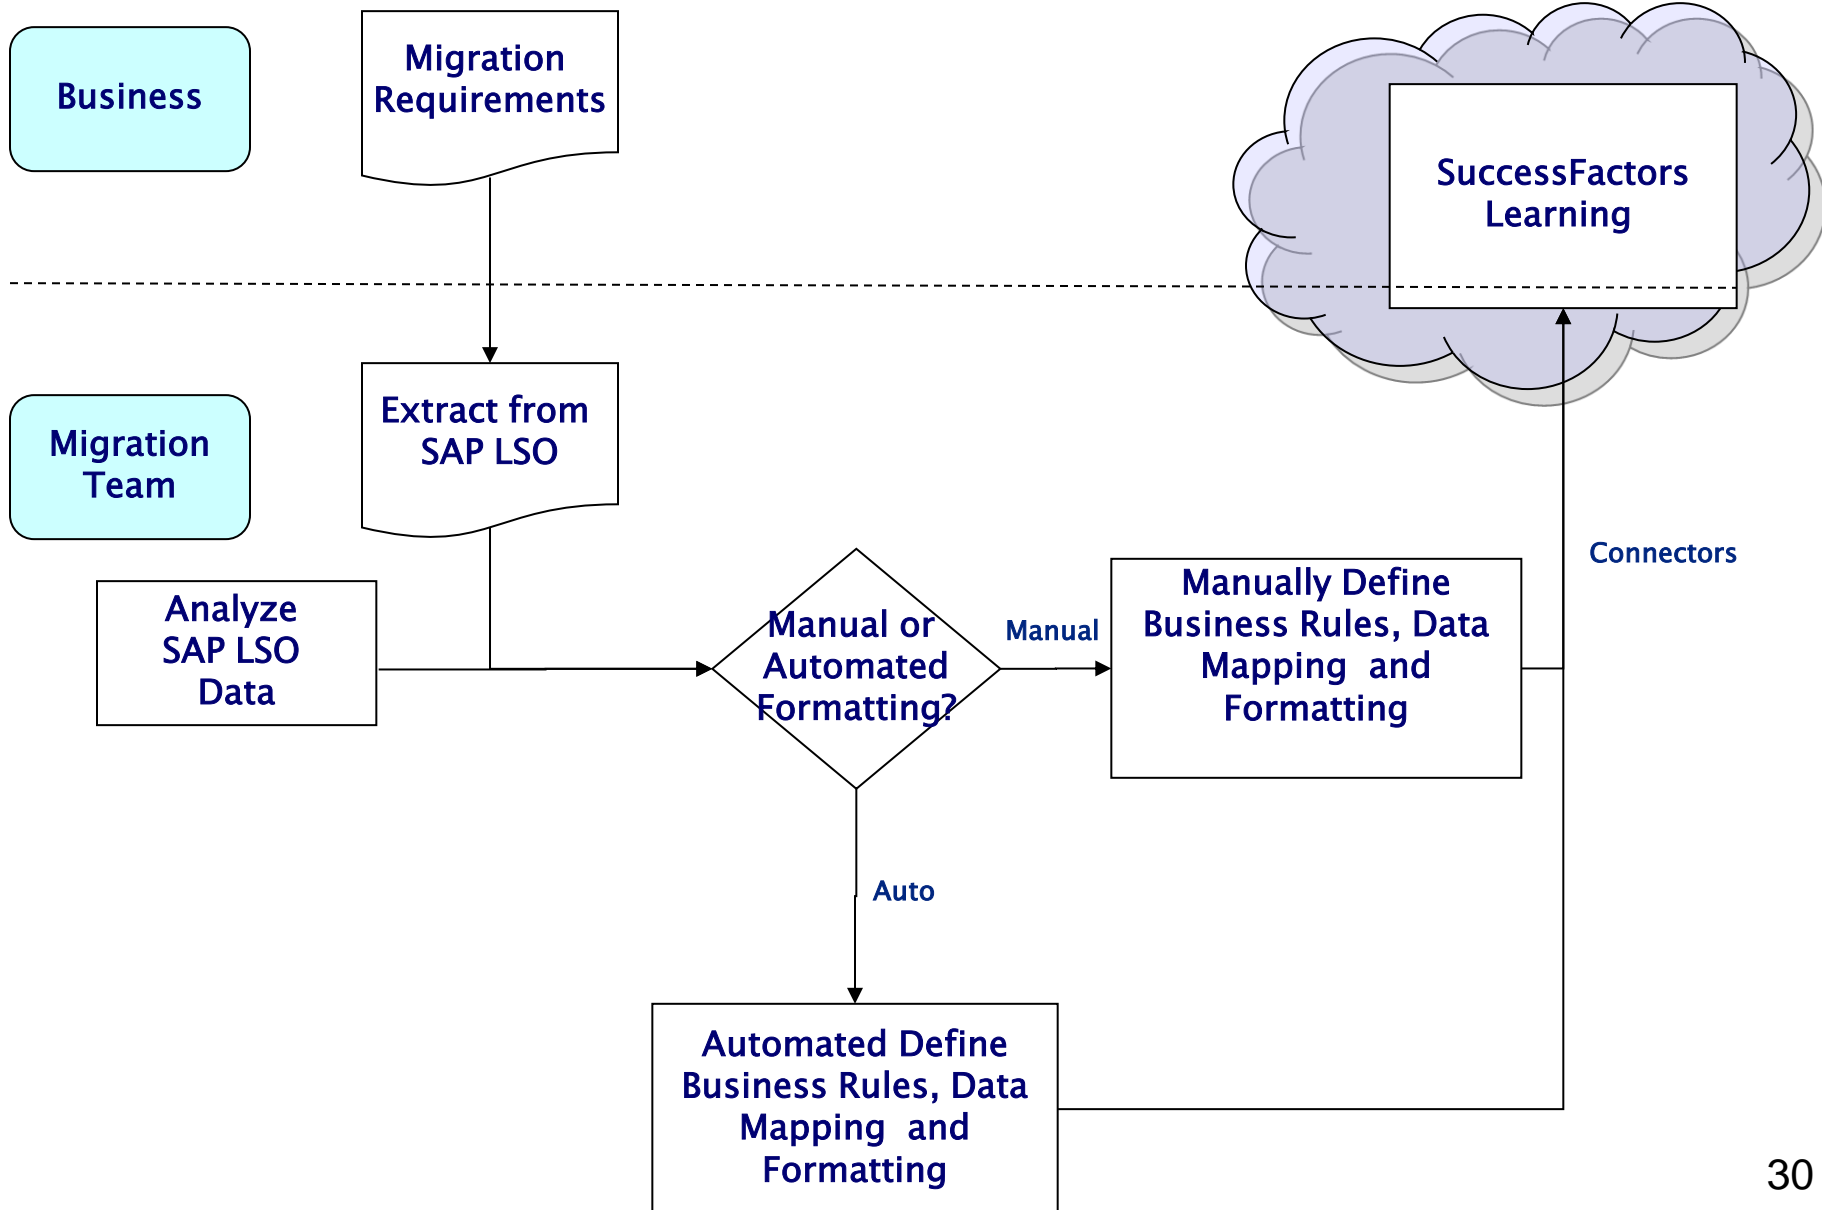 Business
Migration
Requirements
SuccessFactors
Learning
Migration
Team
Extract from
SAP LSO
Analyze
SAP LSO
Data
Manual or
Automated
Formatting?
Manual
Manually Define
Business Rules, Data
Mapping  and
Formatting
Connectors
Auto
Automated Define
Business Rules, Data
Mapping  and
Formatting
30